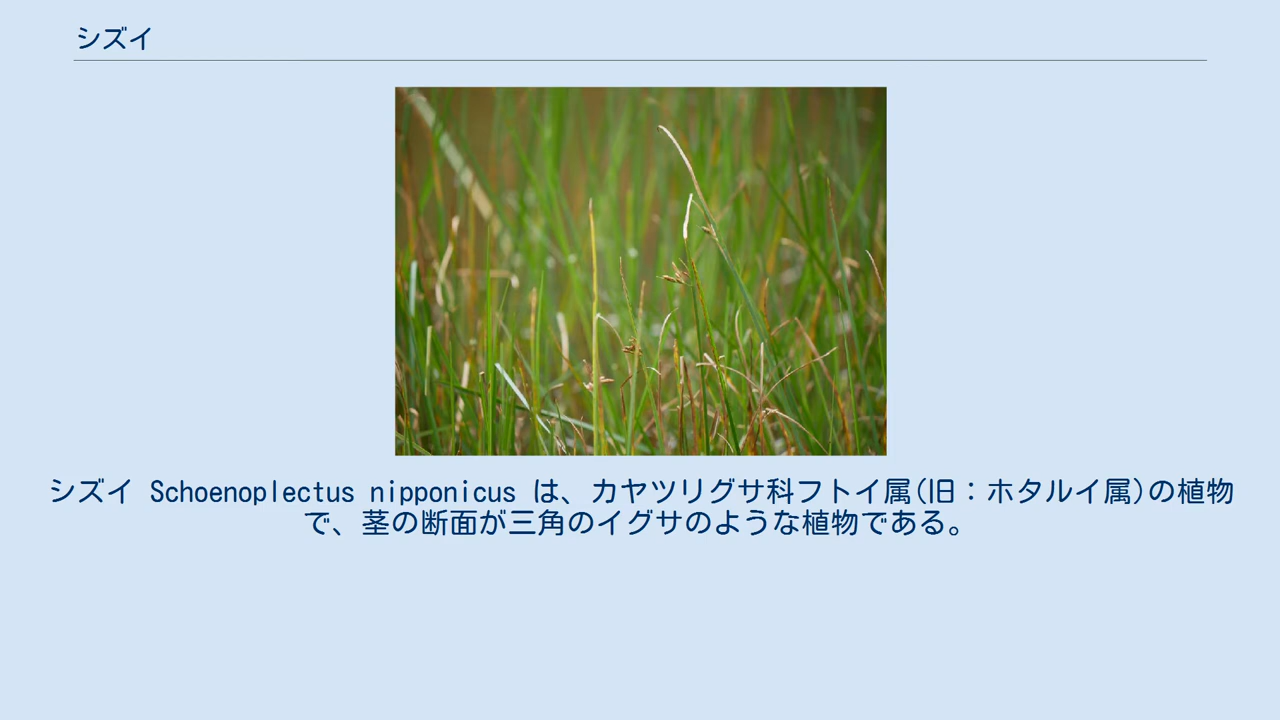 シズイ
シズイ Schoenoplectus nipponicus は、カヤツリグサ科フトイ属(旧：ホタルイ属)の植物
で、茎の断面が三角のイグサのような植物である。